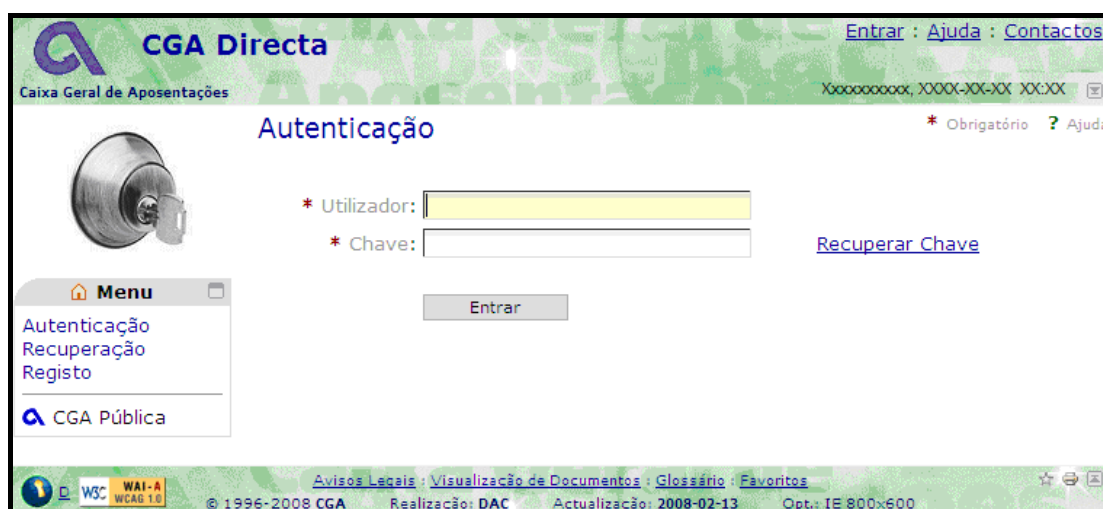 CGA Directa
Entrar : Ajuda : Contactos
Caixa Geral de Aposentações
Xxxxxxxxxx, XXXX-XX-XX XX:XX
Autenticação
* Obrigatório ? Ajuda
* Utilizador:
* Chave:
Recuperar Chave
Entrar
Menu
Autenticação
Recuperação
Registo
CGA Pública
D W3C WAI-A WCAG 1.0
Avisos Legais : Visualização de Documentos : Glossário : Favoritos
© 1996-2008 CGA Realização: DAC Actualização: 2008-02-13 Opt.: IE 800x600